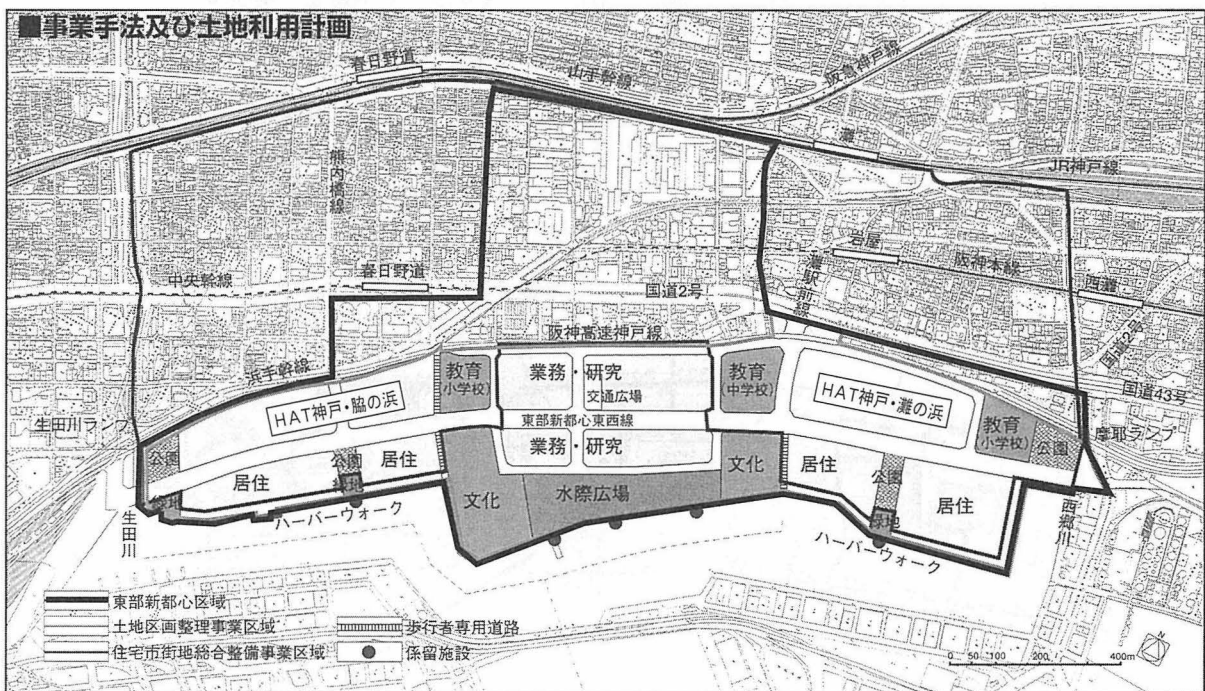 ■事業手法及び土地利用計画
春日野道
山手幹線
阪急神戸線
熊内橋線
灘
JR神戸線
岩屋
阪神本線
西灘
灘駅前線
中央幹線
春日野道
国道2号
国道2号
阪神高速神戸線
浜手幹線
国道43号
教育
(小学校)
業務・研究
交通広場
教育
(中学校)
HAT神戸・脇の浜
HAT神戸・灘の浜
生田川ランプ
東部新都心東西線
教育
(小学校)
公園
摩耶ランプ
公園
公園
居住
業務・研究
文化
居住
公園
緑地
居住
緑地
文化
水際広場
緑地
居住
生田川
ハーバーウォーク
ハーバーウォーク
西郷川
東部新都心区域
土地区画整理事業区域
住宅市街地総合整備事業区域
歩行者専用道路
係留施設
0 50 100 200 400m
N